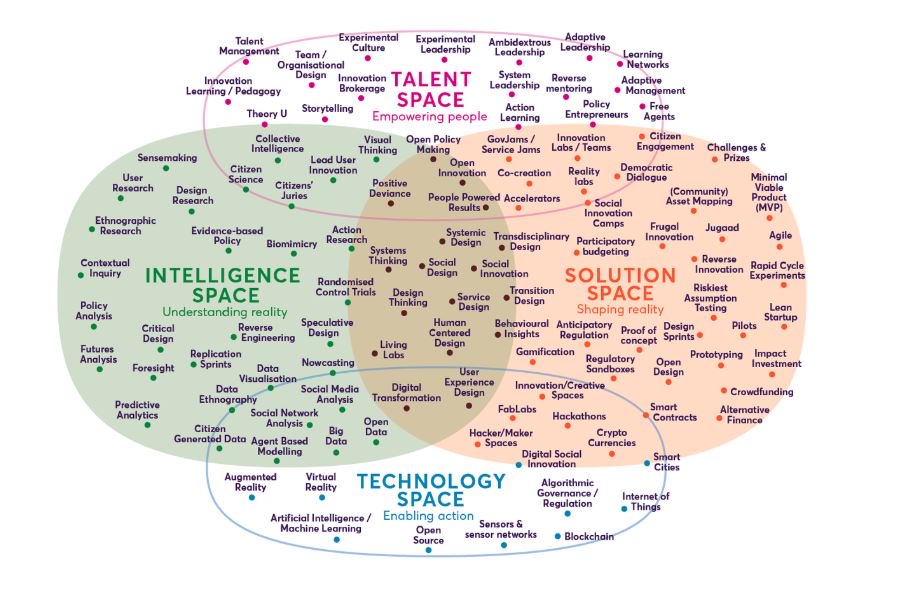 Talent
Management
Team /
Organisational
Design
Experimental
Culture
Experimental
Leadership
Ambidextrous
Leadership
Adaptive
Leadership
Learning
Networks
Innovation
Learning / Pedagogy
Innovation
Brokerage
TALENT
SPACE
Empowering people
System
Leadership
Reverse
mentoring
Adaptive
Management
Theory U
Storytelling
Action
Learning
Policy
Entrepreneurs
Free
Agents
Sensemaking
Collective
Intelligence
Visual
Thinking
Open Policy
Making
GovJams /
Service Jams
Innovation
Labs / Teams
Citizen
Engagement
Challenges &
Prizes
User
Research
Design
Research
Citizen
Science
Lead User
Innovation
Citizens'
Juries
Positive
Deviance
Open
Innovation
People Powered
Results
Co-creation
Accelerators
Reality
labs
Democratic
Dialogue
Social
Innovation
Camps
(Community)
Asset Mapping
Minimal
Viable
Product
(MVP)
Ethnographic
Research
Evidence-based
Policy
Biomimicry
Action
Research
Systems
Thinking
Systemic
Design
Transdisciplinary
Design
Participatory
budgeting
Frugal
Innovation
Jugaad
Agile
Contextual
Inquiry
INTELLIGENCE
SPACE
Understanding reality
Randomised
Control Trials
Social
Design
Social
Innovation
SOLUTION
SPACE
Shaping reality
Reverse
Innovation
Rapid Cycle
Experiments
Policy
Analysis
Critical
Design
Reverse
Engineering
Speculative
Design
Design
Thinking
Service
Design
Transition
Design
Riskiest
Assumption
Testing
Lean
Startup
Futures
Analysis
Foresight
Replication
Sprints
Nowcasting
Living
Labs
Human
Centered
Design
Behavioural
Insights
Anticipatory
Regulation
Proof of
concept
Design
Sprints
Pilots
Gamification
Regulatory
Sandboxes
Open
Design
Prototyping
Impact
Investment
Predictive
Analytics
Data
Ethnography
Data
Visualisation
Social Media
Analysis
Digital
Transformation
User
Experience
Design
Innovation/Creative
Spaces
Crowdfunding
Citizen
Generated Data
Social Network
Analysis
Agent Based
Modelling
Big
Data
Open
Data
FabLabs
Hackathons
Smart
Contracts
Alternative
Finance
Hacker/Maker
Spaces
Crypto
Currencies
Digital Social
Innovation
Smart
Cities
Augmented
Reality
Virtual
Reality
TECHNOLOGY
SPACE
Enabling action
Algorithmic
Governance /
Regulation
Internet of
Things
Artificial Intelligence /
Machine Learning
Open
Source
Sensors &
sensor networks
Blockchain